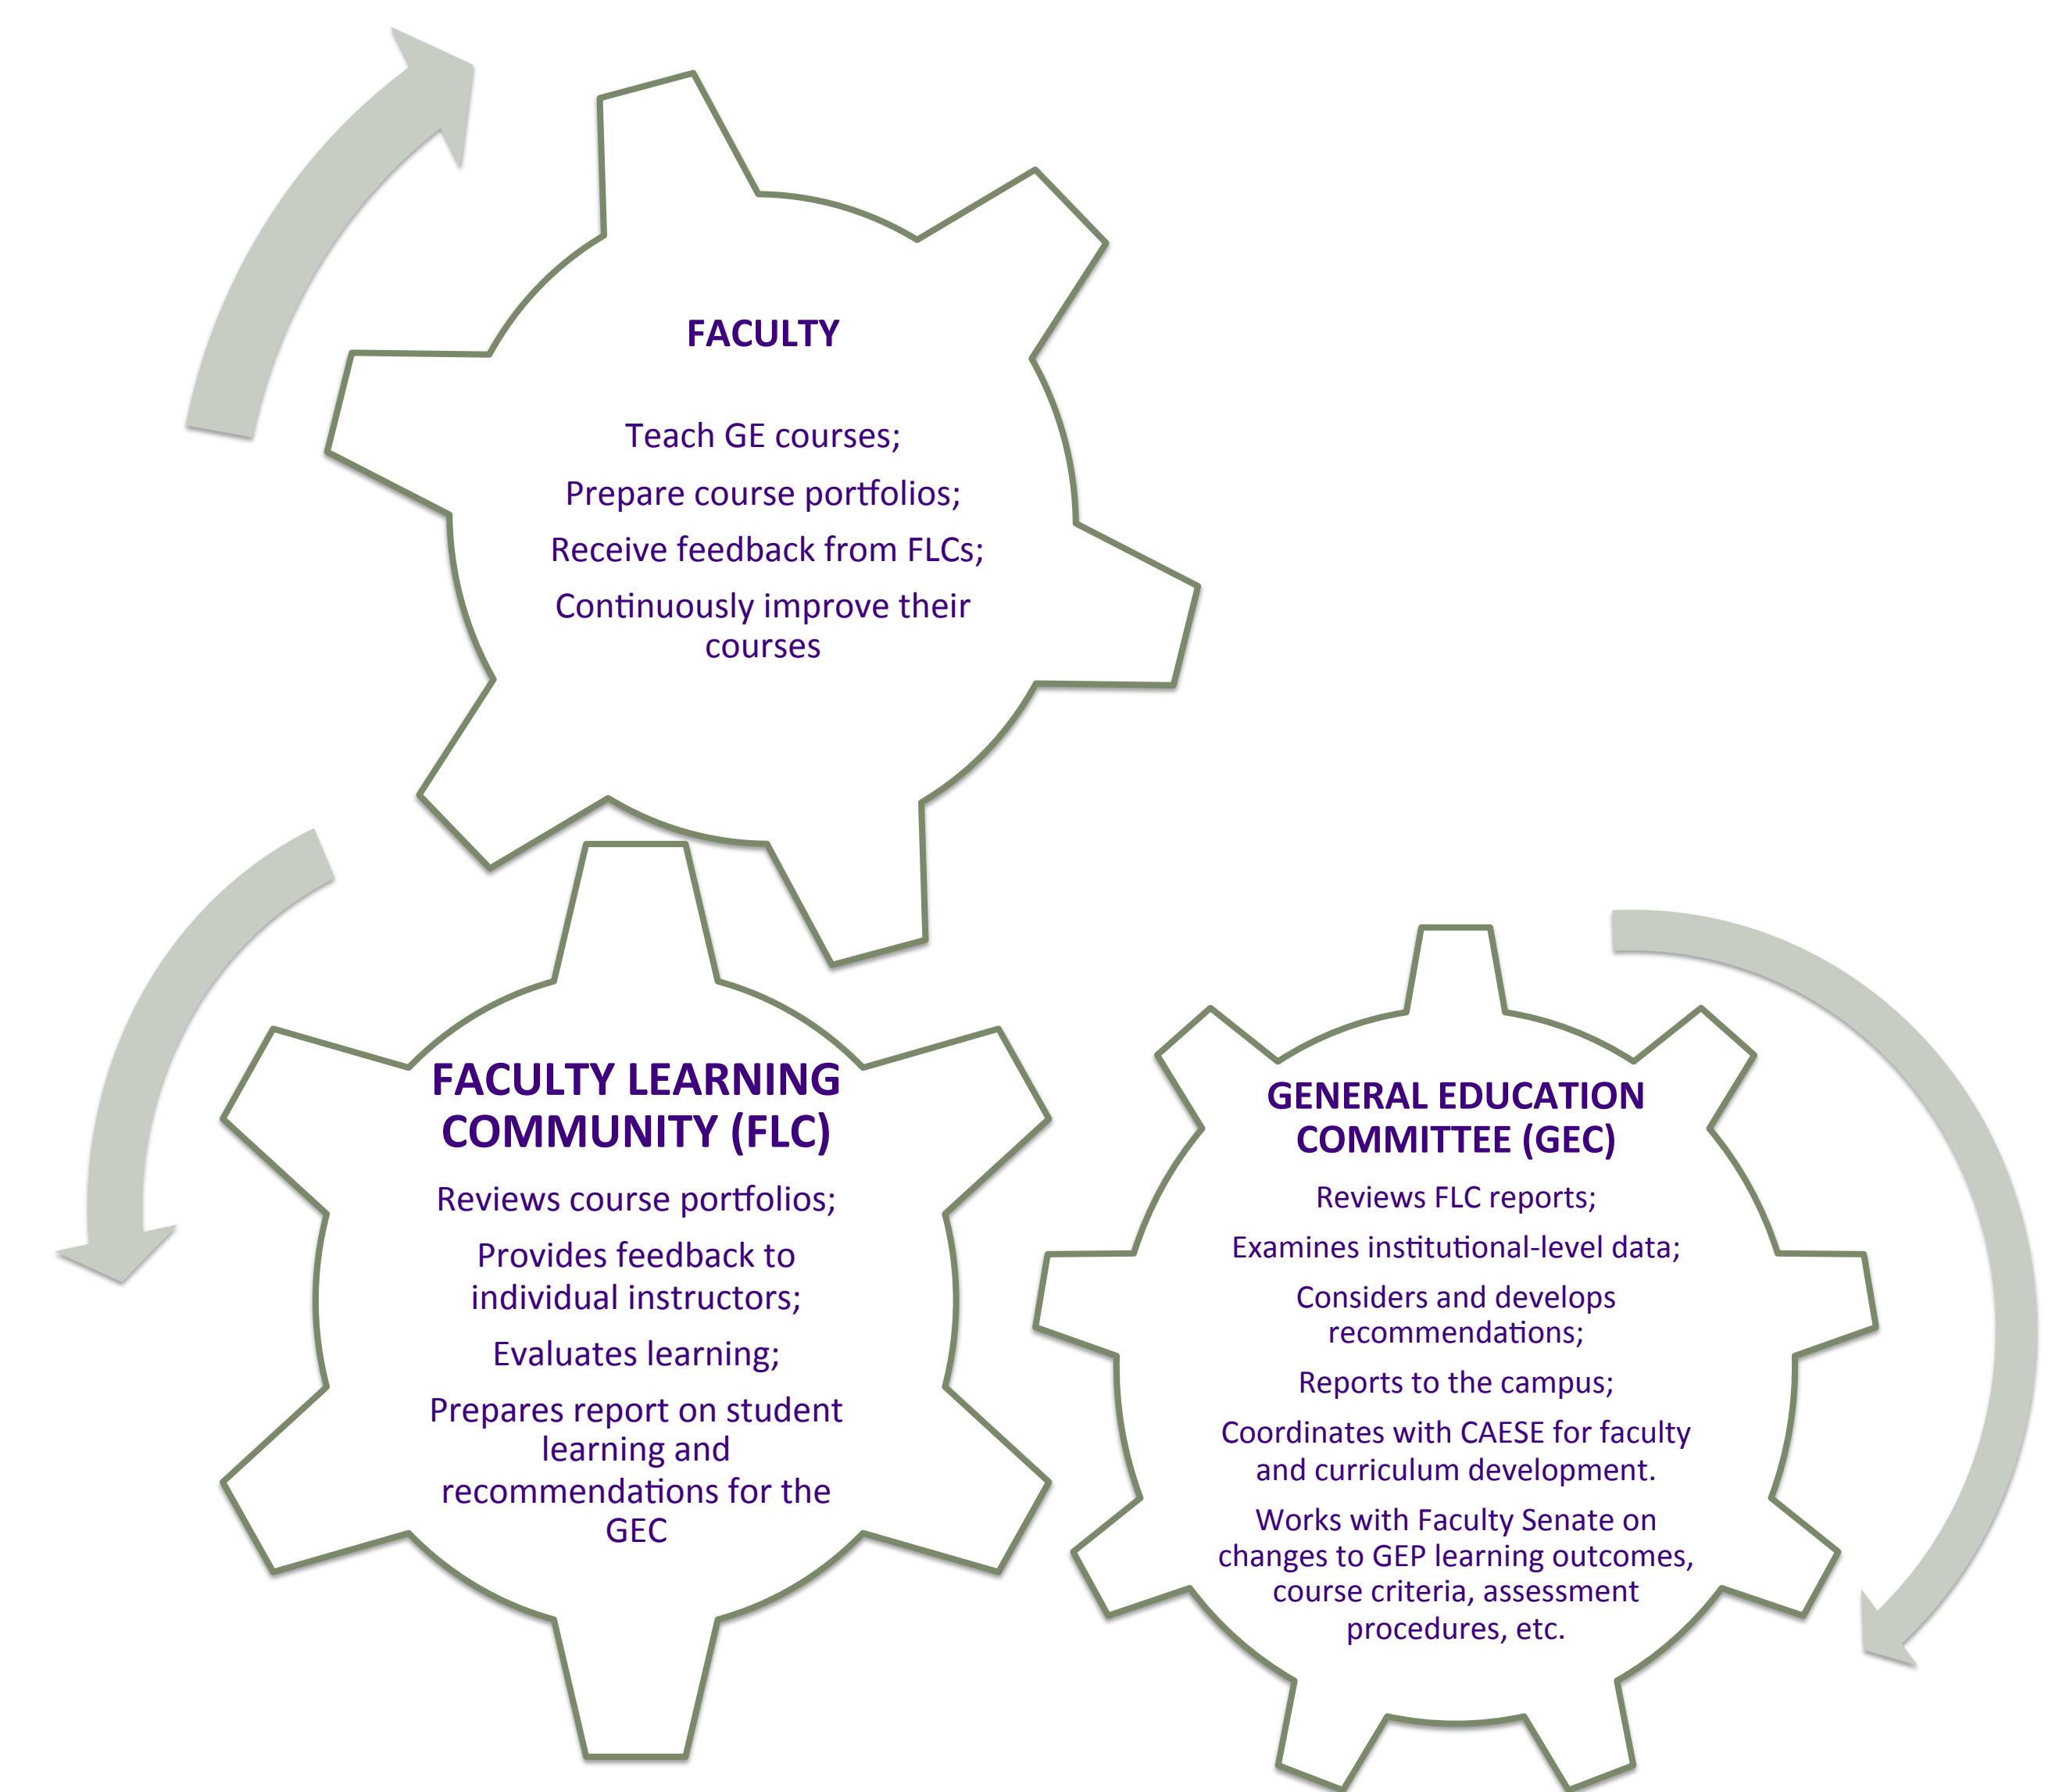 FACULTY
Teach GE courses;
Prepare course portfolios;
Receive feedback from FLCs;
Continuously improve their
courses
FACULTY LEARNING
COMMUNITY (FLC)
Reviews course portfolios;
Provides feedback to
individual instructors;
Evaluates learning;
Prepares report on student
learning and
recommendations for the
GEC
GENERAL EDUCATION
COMMITTEE (GEC)
Reviews FLC reports;
Examines institutional-level data;
Considers and develops
recommendations;
Reports to the campus;
Coordinates with CAESE for faculty
and curriculum development.
Works with Faculty Senate on
changes to GEP learning outcomes,
course criteria, assessment
procedures, etc.